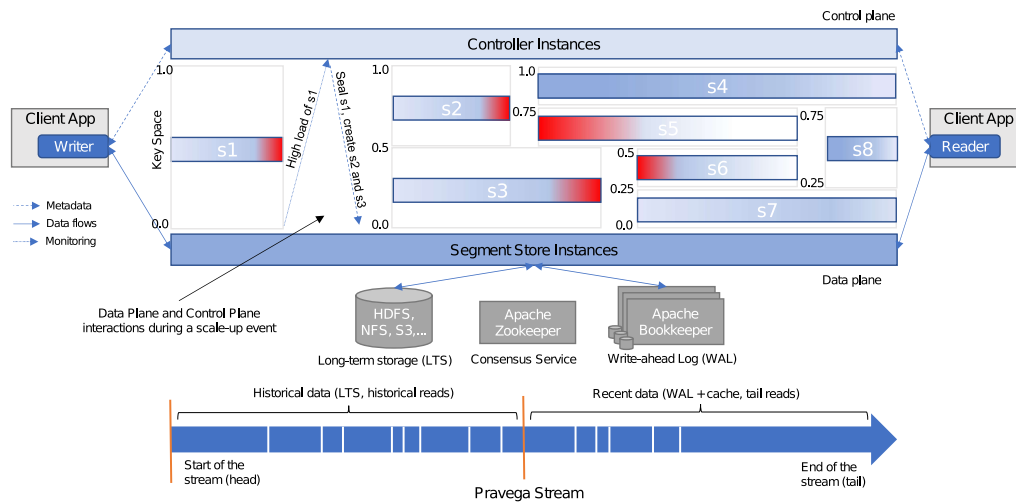 Control plane
Controller Instances
1.0
1.0
1.0
s4
Client App
Writer
Client App
Reader
Key Space
s1
High load of s1
Seal s1, create s2 and s3
s2
0.75
s5
0.75
s8
0.5
0.5
s6
0.25
0.25
s3
s7
0.0
0.0
0.0
Metadata
Data flows
Monitoring
Segment Store Instances
Data plane
Data Plane and Control Plane
interactions during a scale-up event
HDFS,
NFS, S3,...
Long-term storage (LTS)
Apache
Zookeeper
Consensus Service
Apache
Bookkeeper
Write-ahead Log (WAL)
Historical data (LTS, historical reads)
Recent data (WAL + cache, tail reads)
Start of the
stream (head)
End of the
stream (tail)
Pravega Stream